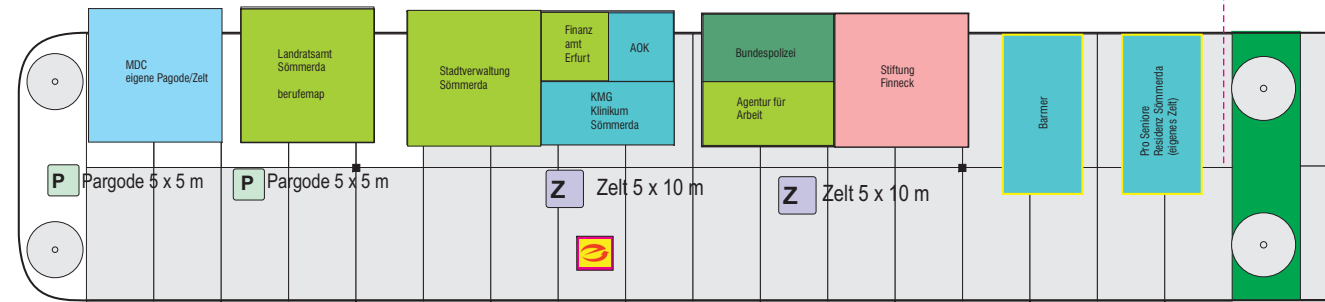 MDC
eigene Pagode/Zelt
Landratsamt
Sömmerda
berufemap
Stadtverwaltung
Sömmerda
Finanz
amt
Erfurt
AOK
KMG
Klinikum
Sömmerda
Bundespolizei
Agentur für
Arbeit
Stiftung
Finneck
Barmer
Pro Seniore
Residenz Sömmerda
(eigenes Zelt)
P Pargode 5 x 5 m
P Pargode 5 x 5 m
Z Zelt 5 x 10 m
Z Zelt 5 x 10 m